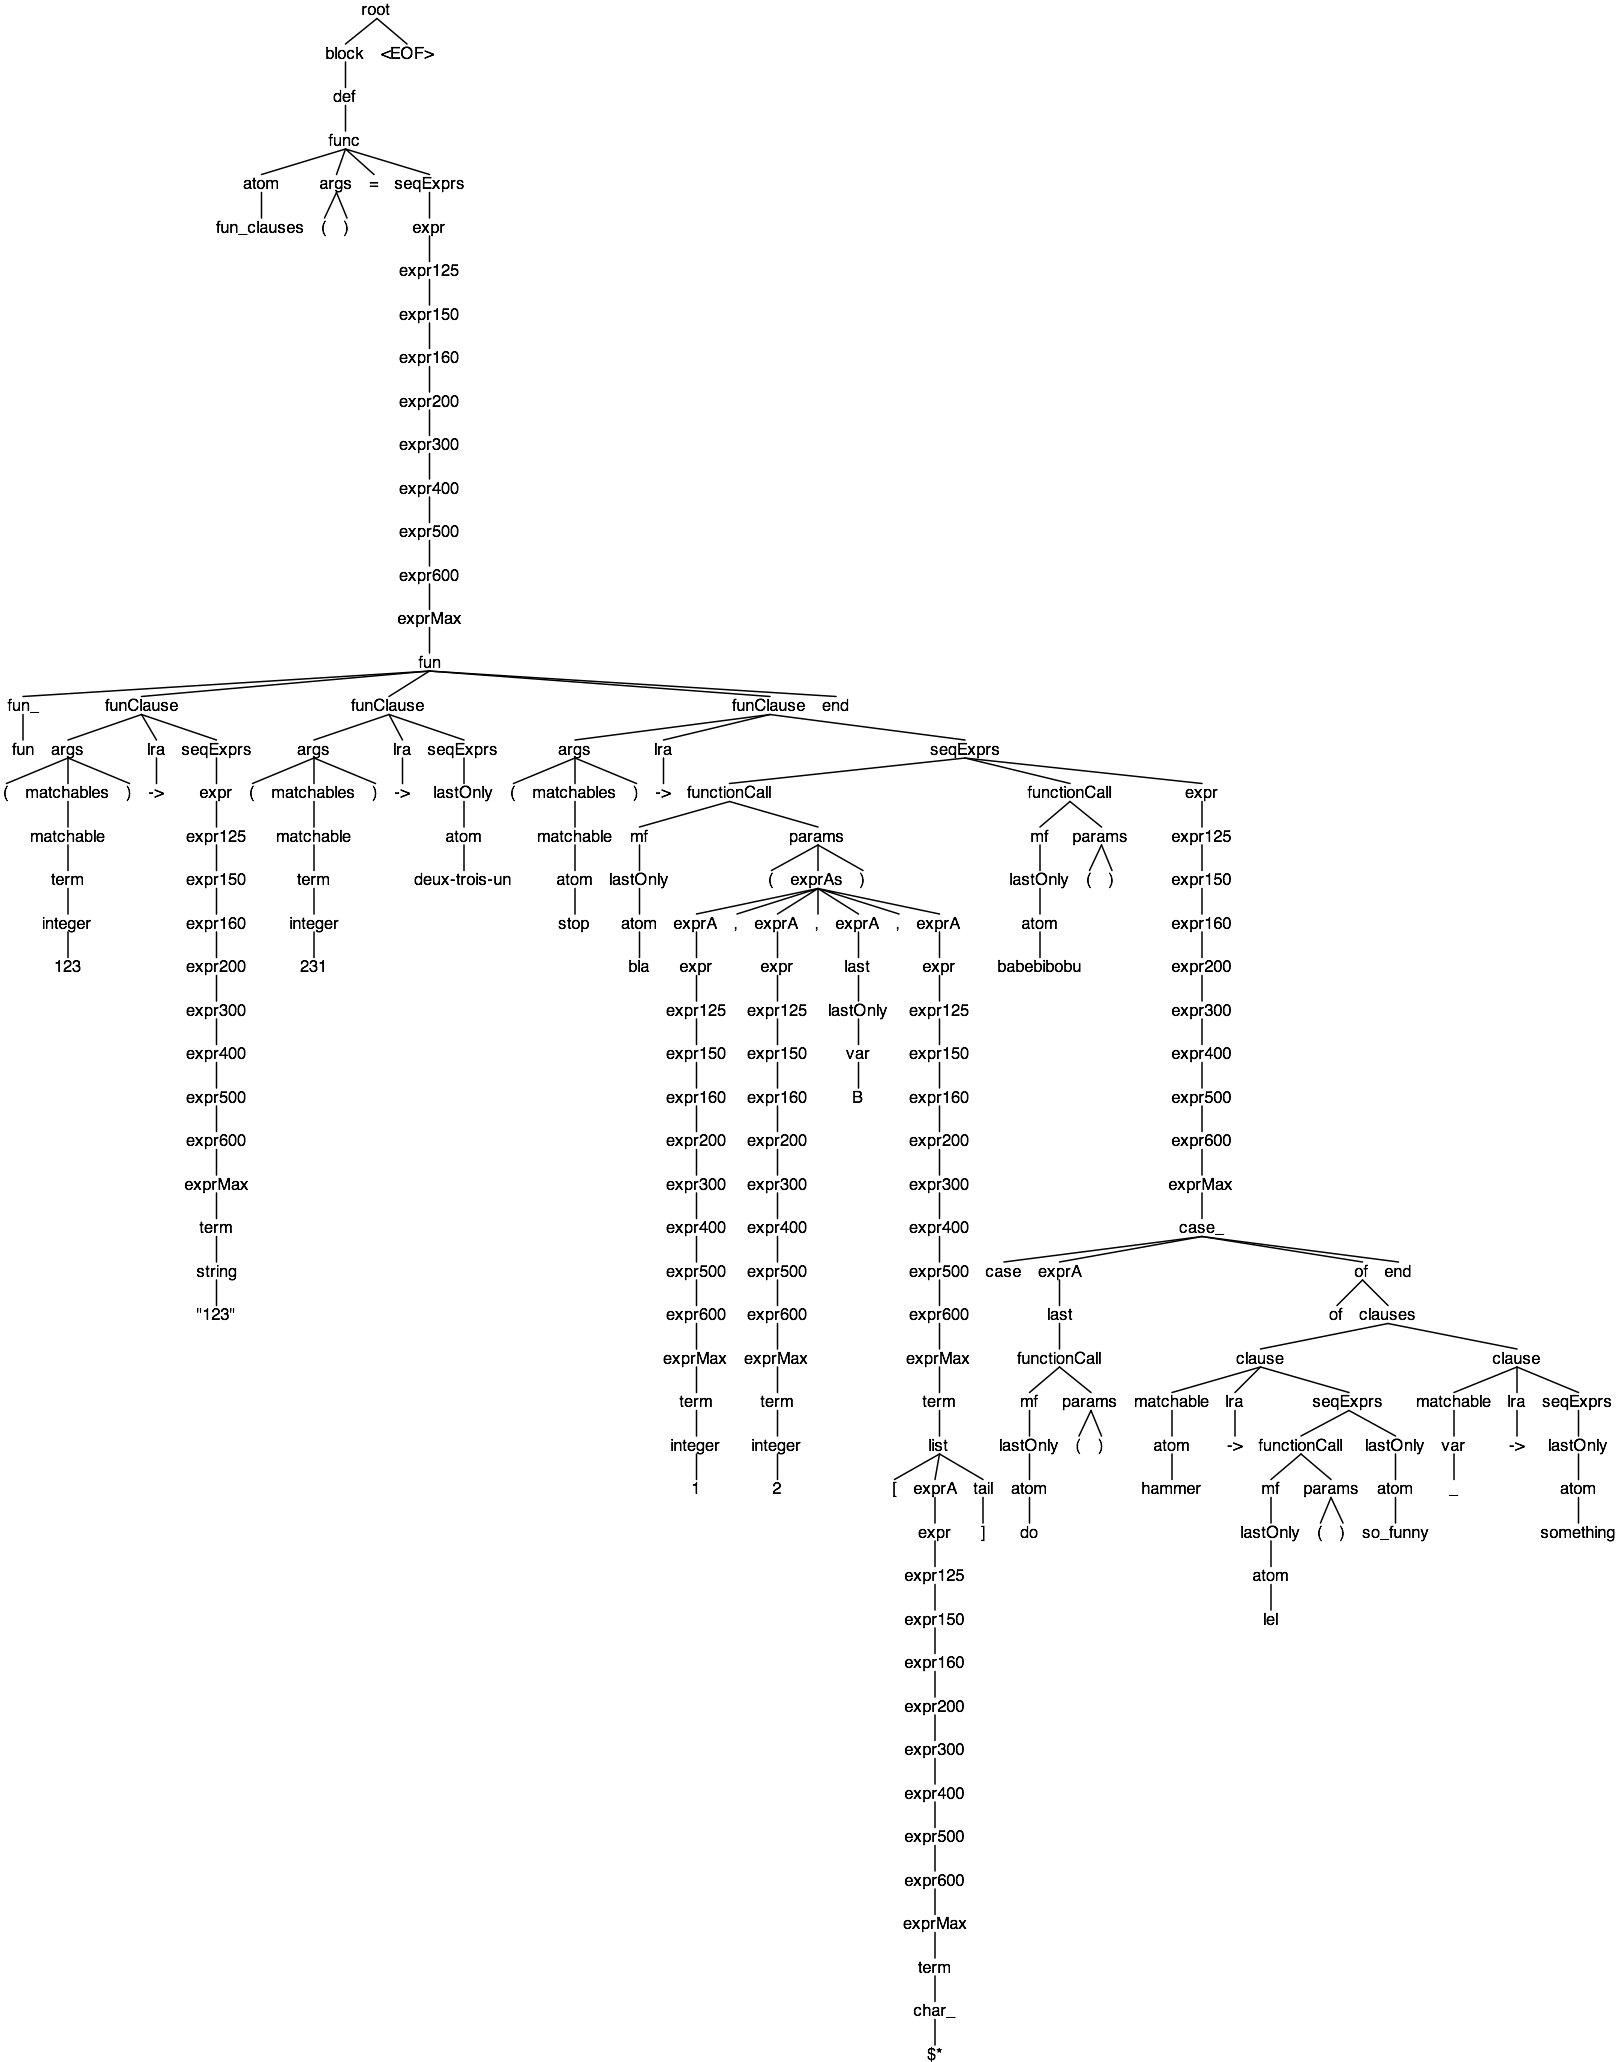 root
block <EOF>
def
func
atom args = seqExprs
fun_clauses ( ) expr
expr125
expr150
expr160
expr200
expr300
expr400
expr500
expr600
exprMax
fun
fun_ funClause funClause funClause end
fun args lra seqExprs args lra seqExprs args lra seqExprs
( matchables ) -> expr ( matchables ) -> lastOnly ( matchables ) -> functionCall functionCall expr
matchable expr125 matchable atom matchable mf params mf params expr125
term expr150 term deux-trois-un atom lastOnly ( exprAs ) lastOnly ( ) expr150
integer expr160 integer stop atom exprA , exprA , exprA , exprA atom expr160
123 expr200 231 bla expr expr last expr babebibobu expr200
expr300 expr125 expr125 lastOnly expr125 expr300
expr400 expr150 expr150 var expr150 expr400
expr500 expr160 expr160 B expr160 expr500
expr600 expr200 expr200 expr200 expr600
exprMax expr300 expr300 expr300 exprMax
term expr400 expr400 expr400 case_
string expr500 expr500 expr500 case exprA of end
"123" expr600 expr600 expr600 last of clauses
exprMax exprMax exprMax functionCall clause clause
term term term mf params matchable lra seqExprs matchable lra seqExprs
integer integer list lastOnly ( ) atom -> functionCall lastOnly var -> lastOnly
1 2 [ exprA tail atom hammer mf params atom _ atom
expr ] do lastOnly ( ) so_funny something
expr125 atom
expr150 lel
expr160
expr200
expr300
expr400
expr500
expr600
exprMax
term
char_
$*